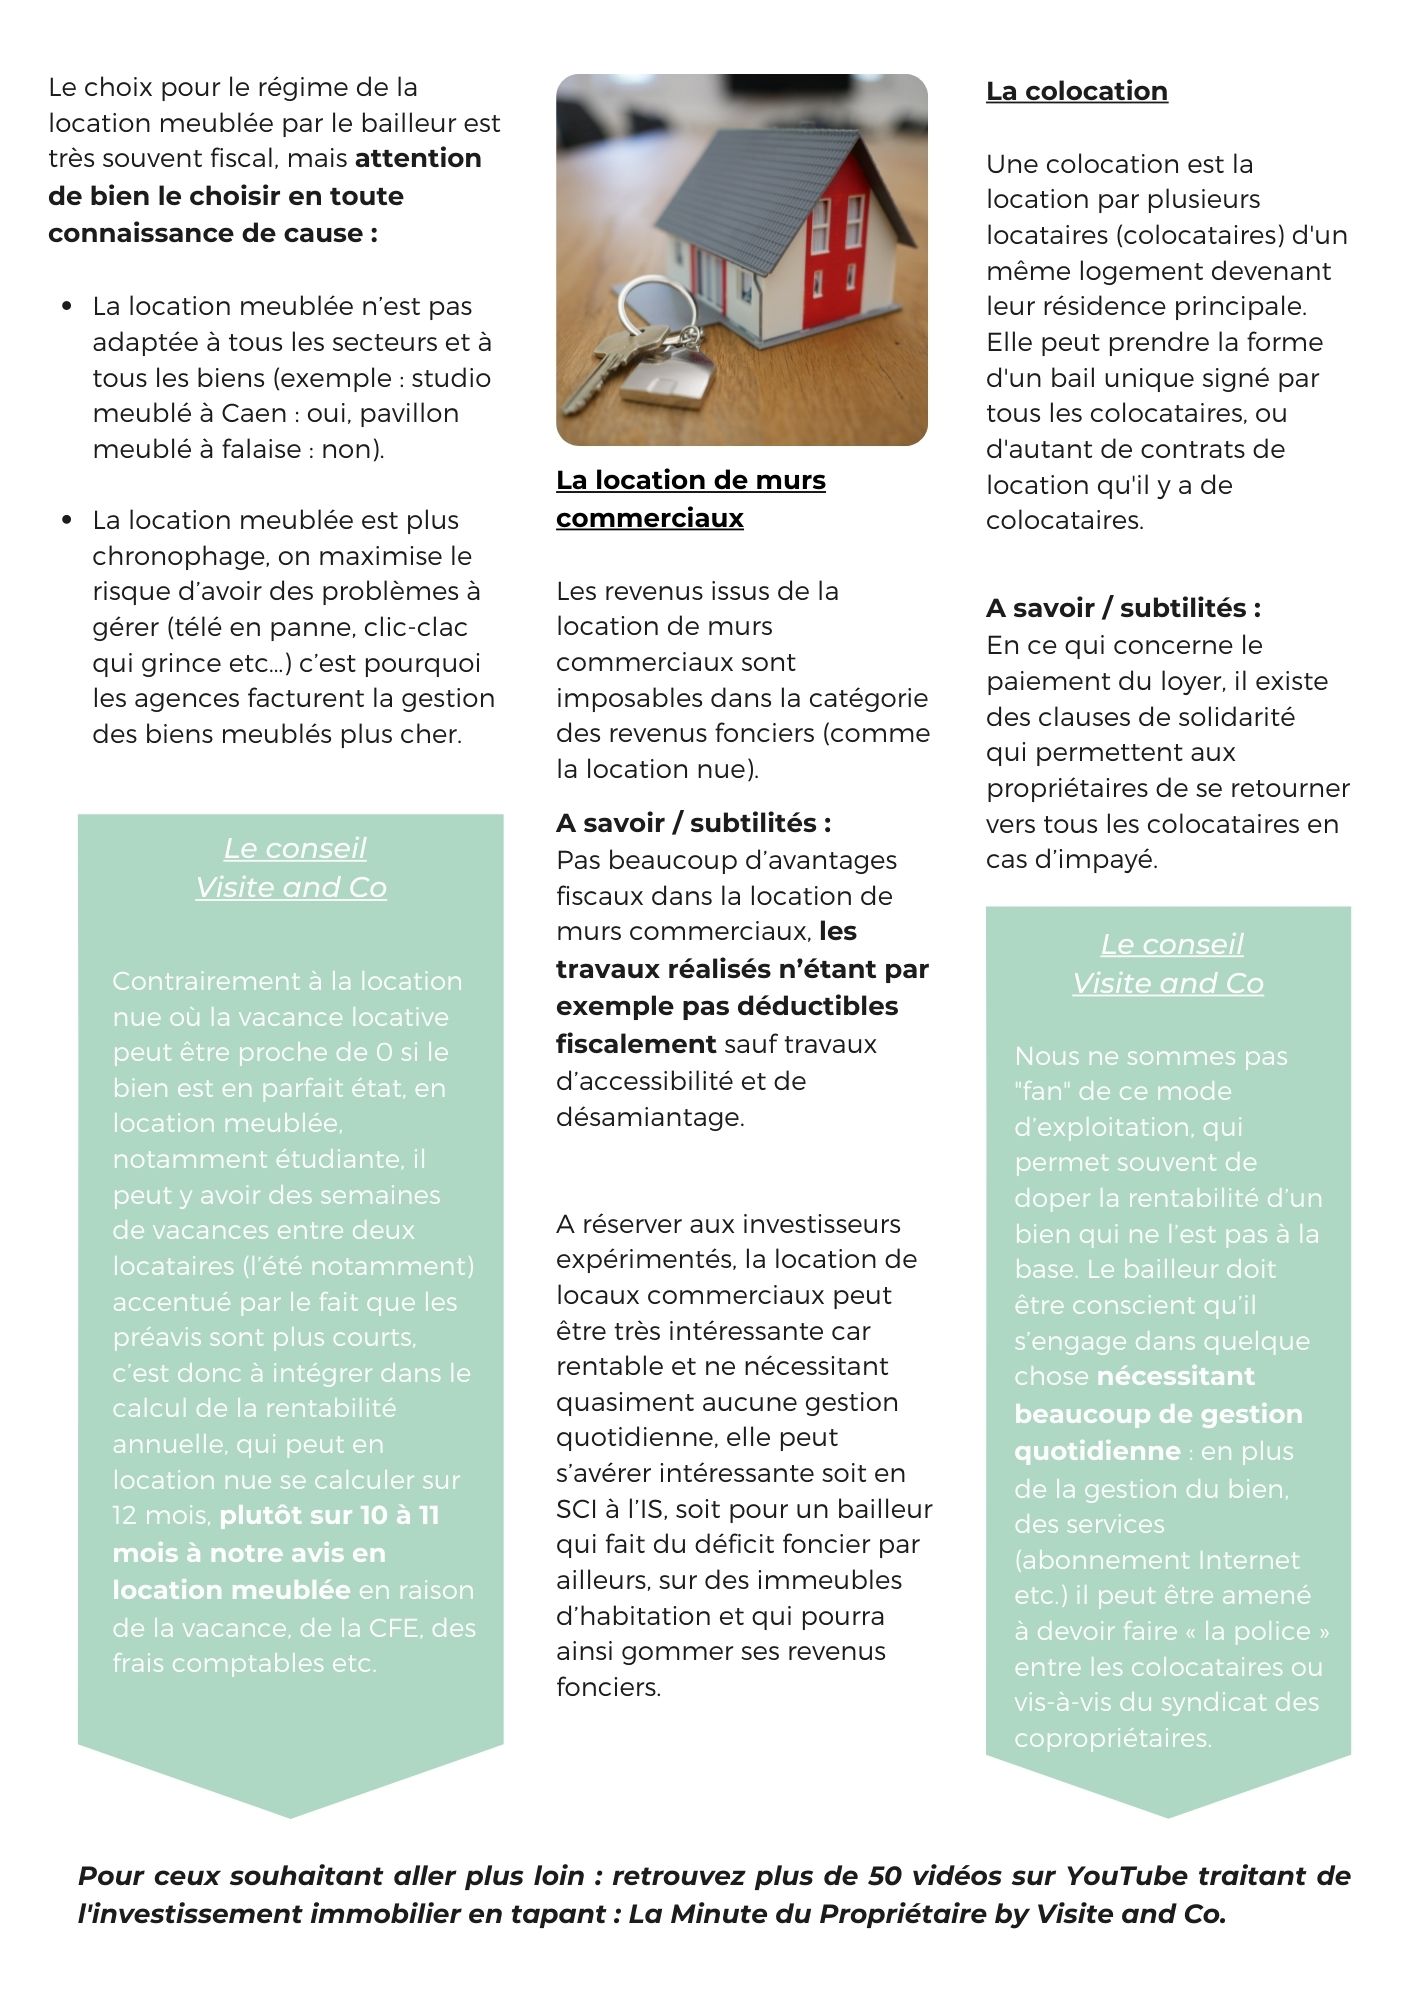 Le choix pour le régime de la
location meublée par le bailleur est
très souvent fiscal, mais attention
de bien le choisir en toute
connaissance de cause :
• La location meublée n’est pas
adaptée à tous les secteurs et à
tous les biens (exemple : studio
meublé à Caen : oui, pavillon
meublé à falaise : non).
• La location meublée est plus
chronophage, on maximise le
risque d’avoir des problèmes à
gérer (télé en panne, clic-clac
qui grince etc...) c’est pourquoi
les agences facturent la gestion
des biens meublés plus cher.
Le conseil
Visite and Co
Contrairement à la location
nue où la vacance locative
peut être proche de 0 si le
bien est en parfait état, en
location meublée,
notamment étudiante, il
peut y avoir des semaines
de vacances entre deux
locataires (l’été notamment)
accentué par le fait que les
préavis sont plus courts,
c’est donc à intégrer dans le
calcul de la rentabilité
annuelle, qui peut en
location nue se calculer sur
12 mois, plutôt sur 10 à 11
mois à notre avis en
location meublée en raison
de la vacance, de la CFE, des
frais comptables etc.
La location de murs
commerciaux
Les revenus issus de la
location de murs
commerciaux sont
imposables dans la catégorie
des revenus fonciers (comme
la location nue).
A savoir / subtilités :
Pas beaucoup d’avantages
fiscaux dans la location de
murs commerciaux, les
travaux réalisés n’étant par
exemple pas déductibles
fiscalement sauf travaux
d’accessibilité et de
désamiantage.
A réserver aux investisseurs
expérimentés, la location de
locaux commerciaux peut
être très intéressante car
rentable et ne nécessitant
quasiment aucune gestion
quotidienne, elle peut
s’avérer intéressante soit en
SCI à l’IS, soit pour un bailleur
qui fait du déficit foncier par
ailleurs, sur des immeubles
d’habitation et qui pourra
ainsi gommer ses revenus
fonciers.
La colocation
Une colocation est la
location par plusieurs
locataires (colocataires) d'un
même logement devenant
leur résidence principale.
Elle peut prendre la forme
d'un bail unique signé par
tous les colocataires, ou
d'autant de contrats de
location qu'il y a de
colocataires.
A savoir / subtilités :
En ce qui concerne le
paiement du loyer, il existe
des clauses de solidarité
qui permettent aux
propriétaires de se retourner
vers tous les colocataires en
cas d’impayé.
Le conseil
Visite and Co
Nous ne sommes pas
"fan" de ce mode
d’exploitation, qui
permet souvent de
doper la rentabilité d’un
bien qui ne l’est pas à la
base. Le bailleur doit
être conscient qu’il
s’engage dans quelque
chose nécessitant
beaucoup de gestion
quotidienne : en plus
de la gestion du bien,
des services
(abonnement Internet
etc.) il peut être amené
à devoir faire « la police »
entre les colocataires ou
vis-à-vis du syndicat des
copropriétaires.
Pour ceux souhaitant aller plus loin : retrouvez plus de 50 vidéos sur YouTube traitant de
l'investissement immobilier en tapant : La Minute du Propriétaire by Visite and Co.